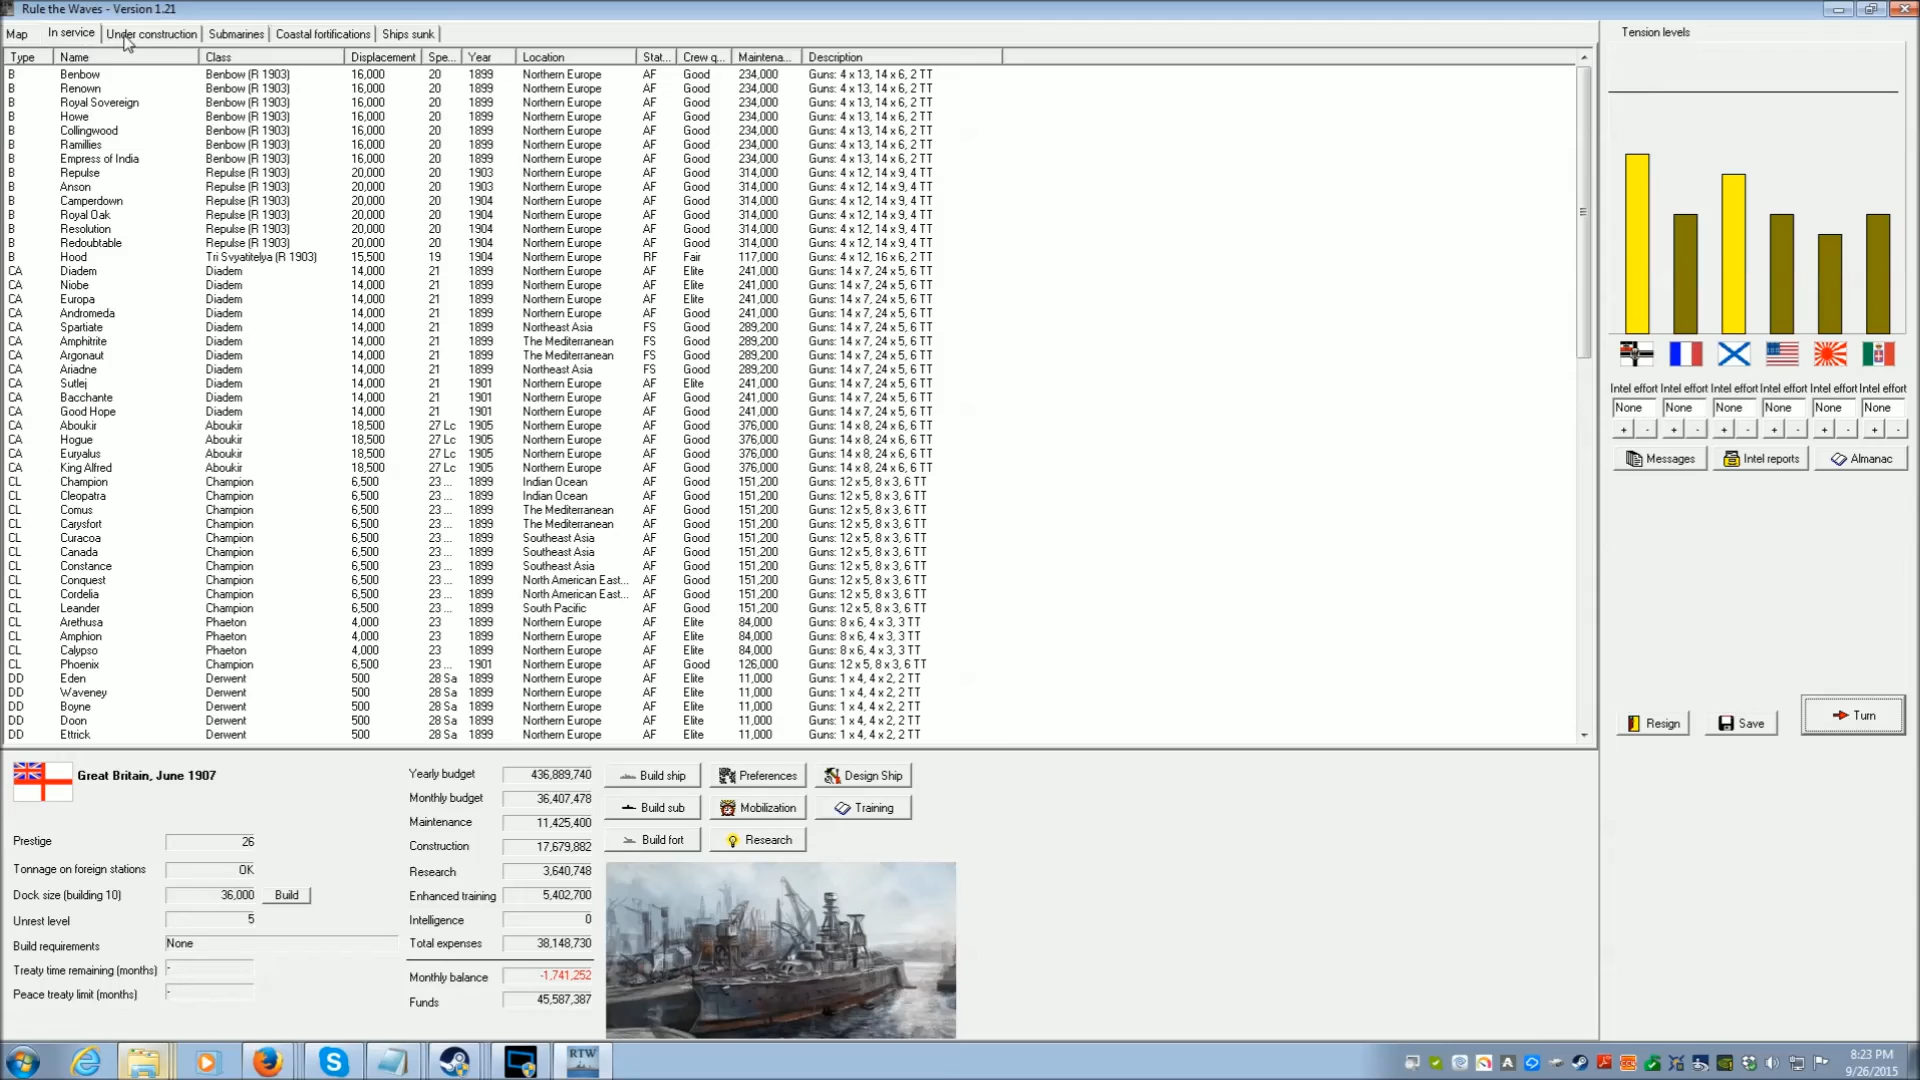 Rule the Waves - Version 1.21
Map In service Under construction Submarines Coastal fortifications Ships sunk
Type Name Class Displacement Spe... Year Location Stat... Crew q... Maintena... Description
B Benbow Benbow (R 1903) 16,000 20 1899 Northern Europe AF Good 234,000 Guns: 4 x 13, 14 x 6, 2 TT
B Renown Benbow (R 1903) 16,000 20 1899 Northern Europe AF Good 234,000 Guns: 4 x 13, 14 x 6, 2 TT
B Royal Sovereign Benbow (R 1903) 16,000 20 1899 Northern Europe AF Good 234,000 Guns: 4 x 13, 14 x 6, 2 TT
B Howe Benbow (R 1903) 16,000 20 1899 Northern Europe AF Good 234,000 Guns: 4 x 13, 14 x 6, 2 TT
B Collingwood Benbow (R 1903) 16,000 20 1899 Northern Europe AF Good 234,000 Guns: 4 x 13, 14 x 6, 2 TT
B Ramillies Benbow (R 1903) 16,000 20 1899 Northern Europe AF Good 234,000 Guns: 4 x 13, 14 x 6, 2 TT
B Empress of India Benbow (R 1903) 16,000 20 1899 Northern Europe AF Good 234,000 Guns: 4 x 13, 14 x 6, 2 TT
B Repulse Repulse (R 1903) 20,000 20 1903 Northern Europe AF Good 314,000 Guns: 4 x 12, 14 x 9, 4 TT
B Anson Repulse (R 1903) 20,000 20 1903 Northern Europe AF Good 314,000 Guns: 4 x 12, 14 x 9, 4 TT
B Camperdown Repulse (R 1903) 20,000 20 1904 Northern Europe AF Good 314,000 Guns: 4 x 12, 14 x 9, 4 TT
B Royal Oak Repulse (R 1903) 20,000 20 1904 Northern Europe AF Good 314,000 Guns: 4 x 12, 14 x 9, 4 TT
B Resolution Repulse (R 1903) 20,000 20 1904 Northern Europe AF Good 314,000 Guns: 4 x 12, 14 x 9, 4 TT
B Redoubtable Repulse (R 1903) 20,000 20 1904 Northern Europe AF Good 314,000 Guns: 4 x 12, 14 x 9, 4 TT
B Hood Tri Svyatitelya (R 1903) 15,500 19 1904 Northern Europe RF Fair 117,000 Guns: 4 x 12, 16 x 6, 2 TT
CA Diadem Diadem 14,000 21 1899 Northern Europe AF Elite 241,000 Guns: 14 x 7, 24 x 5, 6 TT
CA Niobe Diadem 14,000 21 1899 Northern Europe AF Elite 241,000 Guns: 14 x 7, 24 x 5, 6 TT
CA Europa Diadem 14,000 21 1899 Northern Europe AF Elite 241,000 Guns: 14 x 7, 24 x 5, 6 TT
CA Andromeda Diadem 14,000 21 1899 Northern Europe AF Elite 241,000 Guns: 14 x 7, 24 x 5, 6 TT
CA Spartiate Diadem 14,000 21 1899 Northeast Asia FS Good 289,200 Guns: 14 x 7, 24 x 5, 6 TT
CA Amphitrite Diadem 14,000 21 1899 The Mediterranean FS Good 289,200 Guns: 14 x 7, 24 x 5, 6 TT
CA Argonaut Diadem 14,000 21 1899 The Mediterranean FS Good 289,200 Guns: 14 x 7, 24 x 5, 6 TT
CA Ariadne Diadem 14,000 21 1899 Northeast Asia FS Good 289,200 Guns: 14 x 7, 24 x 5, 6 TT
CA Sutlej Diadem 14,000 21 1901 Northern Europe AF Elite 241,000 Guns: 14 x 7, 24 x 5, 6 TT
CA Bacchante Diadem 14,000 21 1901 Northern Europe AF Good 241,000 Guns: 14 x 7, 24 x 5, 6 TT
CA Good Hope Diadem 14,000 21 1901 Northern Europe AF Good 241,000 Guns: 14 x 7, 24 x 5, 6 TT
CA Aboukir Aboukir 18,500 27 Lc 1905 Northern Europe AF Good 376,000 Guns: 14 x 8, 24 x 6, 6 TT
CA Hogue Aboukir 18,500 27 Lc 1905 Northern Europe AF Good 376,000 Guns: 14 x 8, 24 x 6, 6 TT
CA Euryalus Aboukir 18,500 27 Lc 1905 Northern Europe AF Good 376,000 Guns: 14 x 8, 24 x 6, 6 TT
CA King Alfred Aboukir 18,500 27 Lc 1905 Northern Europe AF Good 376,000 Guns: 14 x 8, 24 x 6, 6 TT
CL Champion Champion 6,500 23 ... 1899 Indian Ocean AF Good 151,200 Guns: 12 x 5, 8 x 3, 6 TT
CL Cleopatra Champion 6,500 23 ... 1899 Indian Ocean AF Good 151,200 Guns: 12 x 5, 8 x 3, 6 TT
CL Comus Champion 6,500 23 ... 1899 The Mediterranean AF Good 151,200 Guns: 12 x 5, 8 x 3, 6 TT
CL Carysfort Champion 6,500 23 ... 1899 The Mediterranean AF Good 151,200 Guns: 12 x 5, 8 x 3, 6 TT
CL Curacoa Champion 6,500 23 ... 1899 Southeast Asia AF Good 151,200 Guns: 12 x 5, 8 x 3, 6 TT
CL Canada Champion 6,500 23 ... 1899 Southeast Asia AF Good 151,200 Guns: 12 x 5, 8 x 3, 6 TT
CL Constance Champion 6,500 23 ... 1899 Southeast Asia AF Good 151,200 Guns: 12 x 5, 8 x 3, 6 TT
CL Conquest Champion 6,500 23 ... 1899 North American East... AF Good 151,200 Guns: 12 x 5, 8 x 3, 6 TT
CL Cordelia Champion 6,500 23 ... 1899 North American East... AF Good 151,200 Guns: 12 x 5, 8 x 3, 6 TT
CL Leander Champion 6,500 23 ... 1899 South Pacific AF Good 151,200 Guns: 12 x 5, 8 x 3, 6 TT
CL Arethusa Phaeton 4,000 23 1899 Northern Europe AF Elite 84,000 Guns: 8 x 6, 4 x 3, 3 TT
CL Amphion Phaeton 4,000 23 1899 Northern Europe AF Elite 84,000 Guns: 8 x 6, 4 x 3, 3 TT
CL Calypso Phaeton 4,000 23 1899 Northern Europe AF Elite 84,000 Guns: 8 x 6, 4 x 3, 3 TT
CL Phoenix Champion 6,500 23 ... 1901 Northern Europe AF Good 126,000 Guns: 12 x 5, 8 x 3, 6 TT
DD Eden Derwent 500 28 Sa 1899 Northern Europe AF Elite 11,000 Guns: 1 x 4, 4 x 2, 2 TT
DD Waveney Derwent 500 28 Sa 1899 Northern Europe AF Elite 11,000 Guns: 1 x 4, 4 x 2, 2 TT
DD Boyne Derwent 500 28 Sa 1899 Northern Europe AF Elite 11,000 Guns: 1 x 4, 4 x 2, 2 TT
DD Doon Derwent 500 28 Sa 1899 Northern Europe AF Elite 11,000 Guns: 1 x 4, 4 x 2, 2 TT
DD Ettrick Derwent 500 28 Sa 1899 Northern Europe AF Elite 11,000 Guns: 1 x 4, 4 x 2, 2 TT
Tension levels
Intel effort Intel effort Intel effort Intel effort Intel effort Intel effort
None None None None None None
+ - + - + - + - + - + -
Messages Intel reports Almanac
Resign Save Turn
Great Britain, June 1907
Prestige 26
Tonnage on foreign stations OK
Dock size (building 10) 36,000 Build
Unrest level 5
Build requirements None
Treaty time remaining (months) -
Peace treaty limit (months) -
Yearly budget 436,889,740
Monthly budget 36,407,478
Maintenance 11,425,400
Construction 17,679,882
Research 3,640,748
Enhanced training 5,402,700
Intelligence 0
Total expenses 38,148,730
Monthly balance -1,741,252
Funds 45,587,387
Build ship Preferences Design Ship
Build sub Mobilization Training
Build fort Research
RTW
8:23 PM
9/26/2015